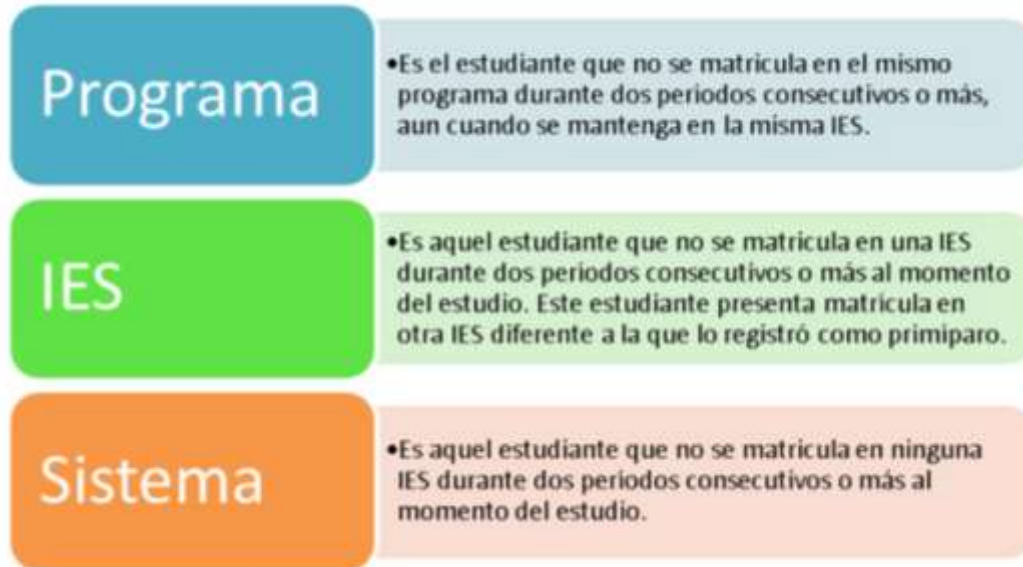 Programa
•Es el estudiante que no se matricula en el mismo
programa durante dos periodos consecutivos o más,
aun cuando se mantenga en la misma IES.
IES
•Es aquel estudiante que no se matricula en una IES
durante dos periodos consecutivos o más al momento
del estudio. Este estudiante presenta matricula en
otra IES diferente a la que lo registró como primiparo.
Sistema
•Es aquel estudiante que no se matricula en ninguna
IES durante dos periodos consecutivos o más al
momento del estudio.